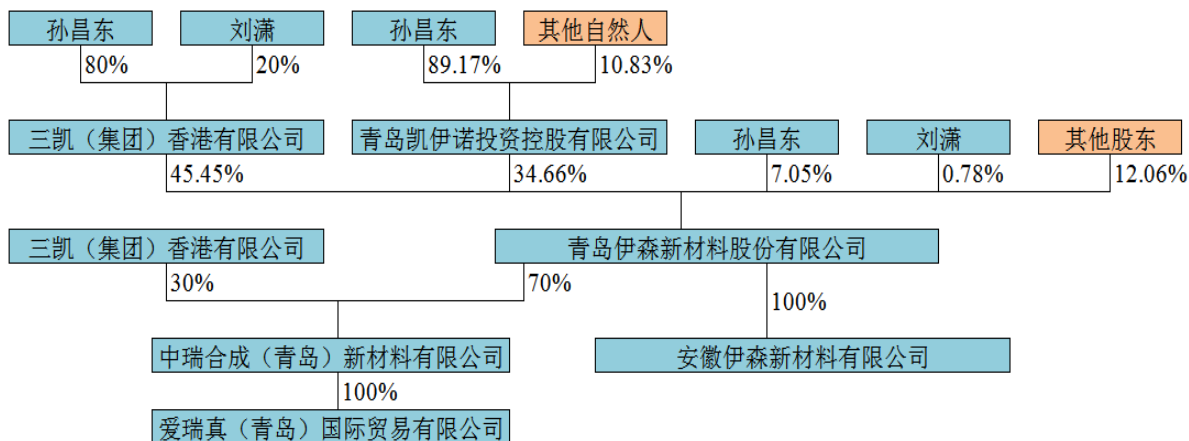 孙昌东
刘潇
孙昌东
其他自然人
80%
20%
89.17%
10.83%
三凯（集团）香港有限公司
青岛凯伊诺投资控股有限公司
孙昌东
刘潇
其他股东
45.45%
34.66%
7.05%
0.78%
12.06%
三凯（集团）香港有限公司
青岛伊森新材料股份有限公司
30%
70%
100%
中瑞合成（青岛）新材料有限公司
安徽伊森新材料有限公司
100%
爱瑞真（青岛）国际贸易有限公司